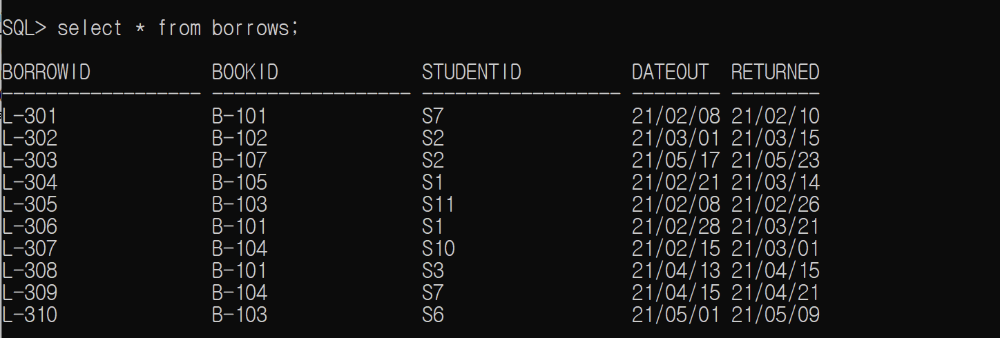 SQL> select * from borrows;
BORROWID BOOKID STUDENTID DATEOUT RETURNED
------------------ ------------------ ------------------ -------- --------
L-301 B-101 S7 21/02/08 21/02/10
L-302 B-102 S2 21/03/01 21/03/15
L-303 B-107 S2 21/05/17 21/05/23
L-304 B-105 S1 21/02/21 21/03/14
L-305 B-103 S11 21/02/08 21/02/26
L-306 B-101 S1 21/02/28 21/03/21
L-307 B-104 S10 21/02/15 21/03/01
L-308 B-101 S3 21/04/13 21/04/15
L-309 B-104 S7 21/04/15 21/04/21
L-310 B-103 S6 21/05/01 21/05/09